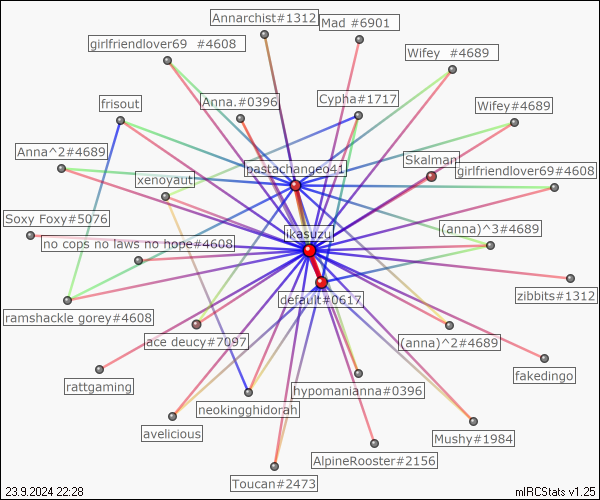 Annarchist#1312
Mad #6901
girlfriendlover69 #4608
Wifey #4689
frisout
Anna.#0396
Cypha#1717
Wifey#4689
Anna^2#4689
pastachangeo41
Skalman
xenoyaut
girlfriendlover69#4608
Soxy Foxy#5076
ikasuzu
(anna)^3#4689
no cops no laws no hope#4608
default#0617
zibbits#1312
ramshackle gorey#4608
ace deucy#7097
(anna)^2#4689
rattgaming
hypomanianna#0396
fakedingo
neokingghidorah
avelicious
Mushy#1984
AlpineRooster#2156
Toucan#2473
23.9.2024 22:28
mIRCStats v1.25